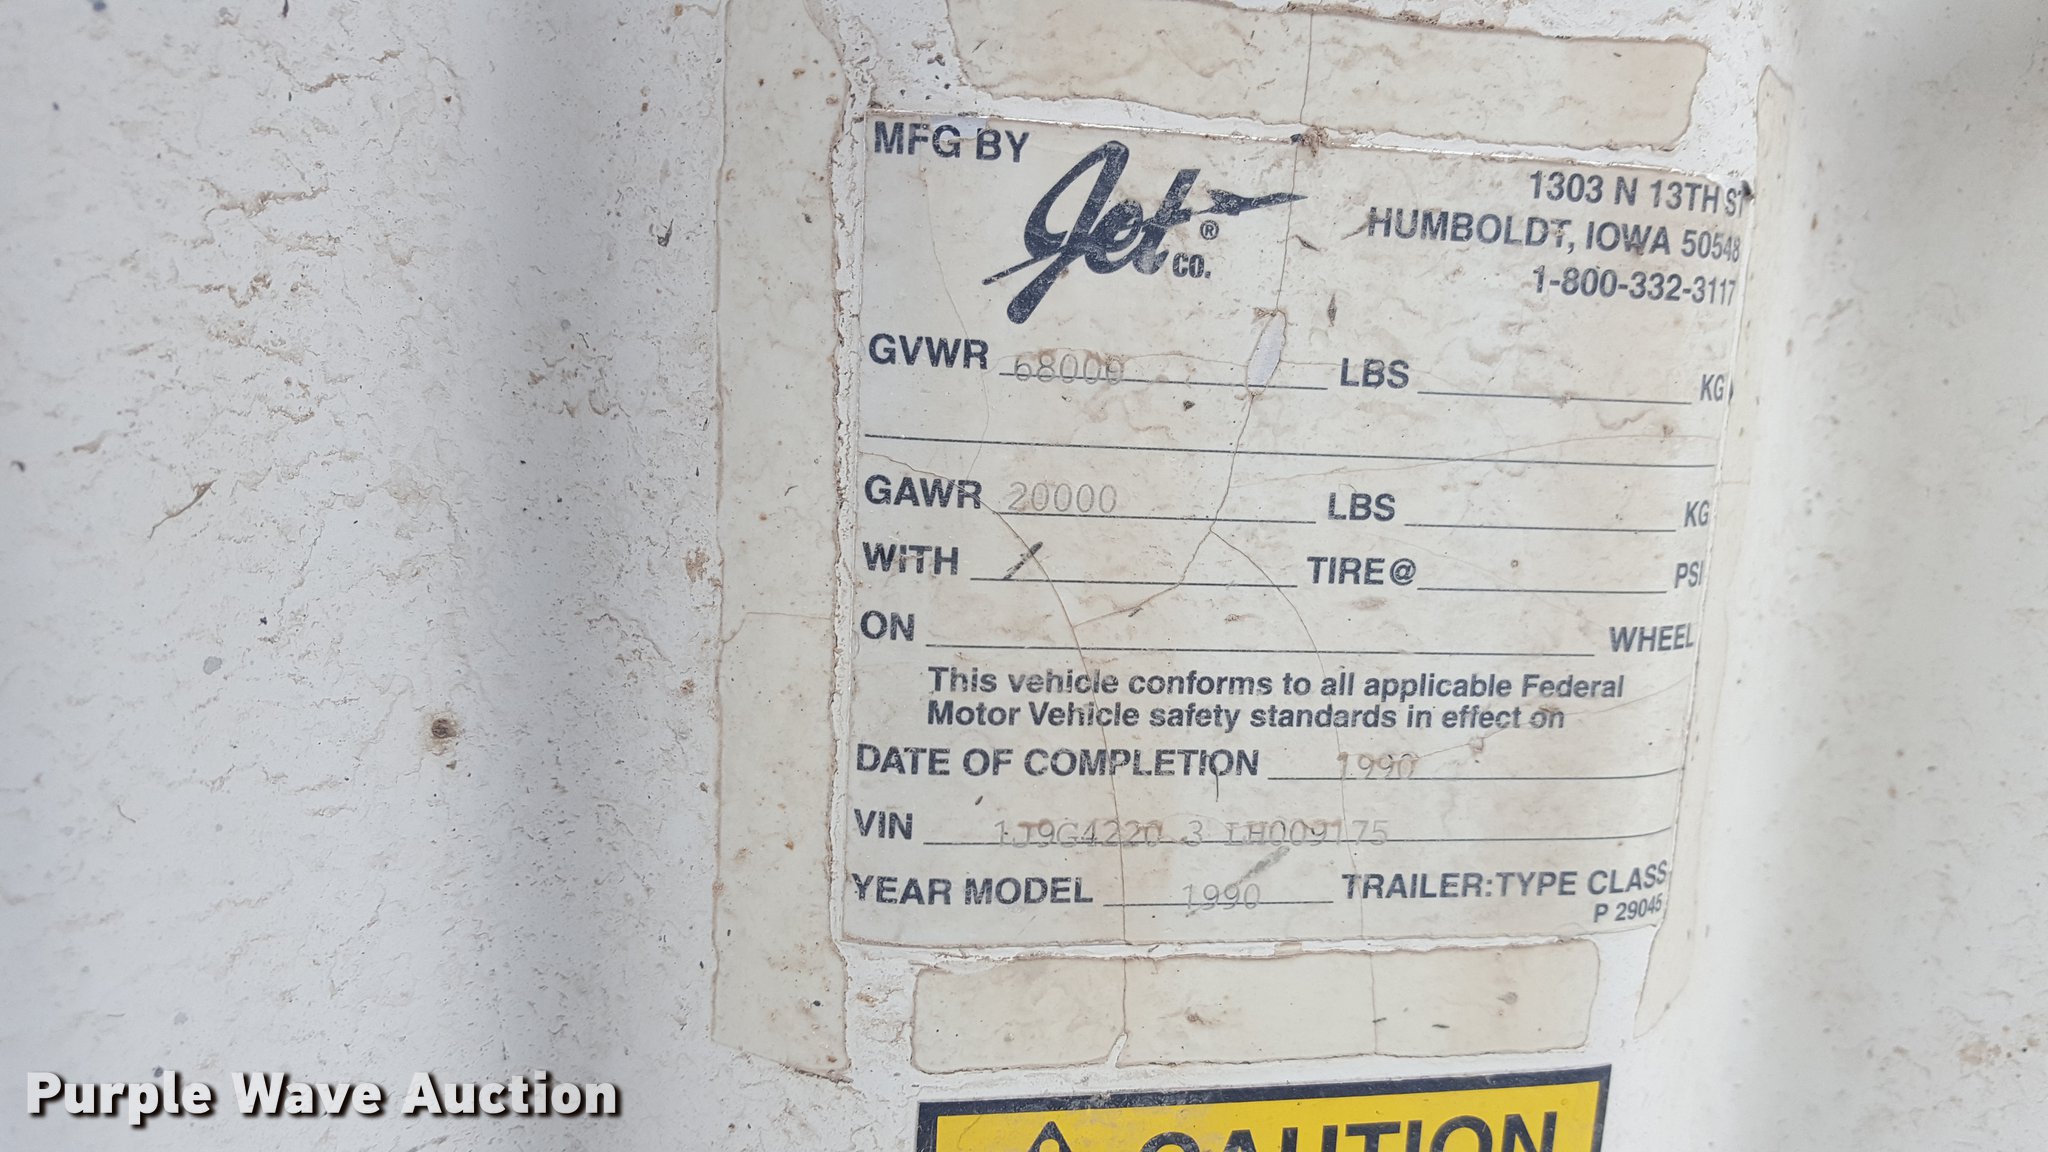 MFG BY
Jet® CO.
1303 N 13TH ST
HUMBOLDT, IOWA 50548
1-800-332-3117
GVWR 68000 LBS KG
GAWR 20000 LBS KG
WITH TIRE@ PSI
ON WHEEL
This vehicle conforms to all applicable Federal
Motor Vehicle safety standards in effect on
DATE OF COMPLETION 1990
VIN 1J9G4220 3 LH009175
YEAR MODEL 1990 TRAILER:TYPE CLASS
P 29045
CAUTION
Purple Wave Auction